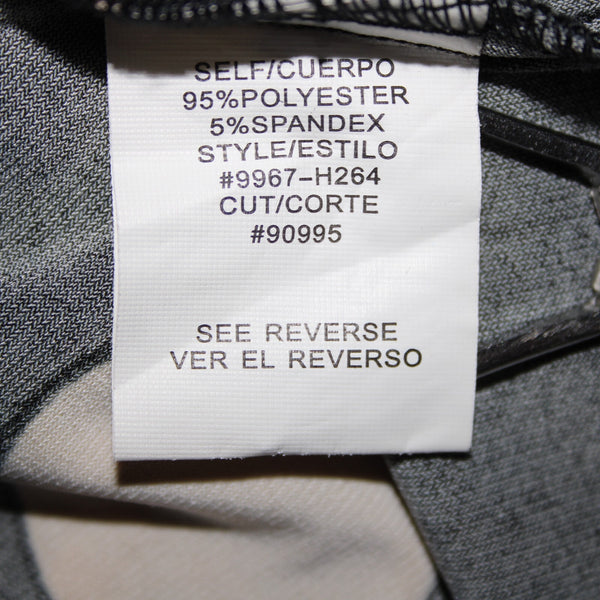 SELF/CUERPO
95%POLYESTER
5%SPANDEX
STYLE/ESTILO
#9967-H264
CUT/CORTE
#90995
SEE REVERSE
VER EL REVERSO